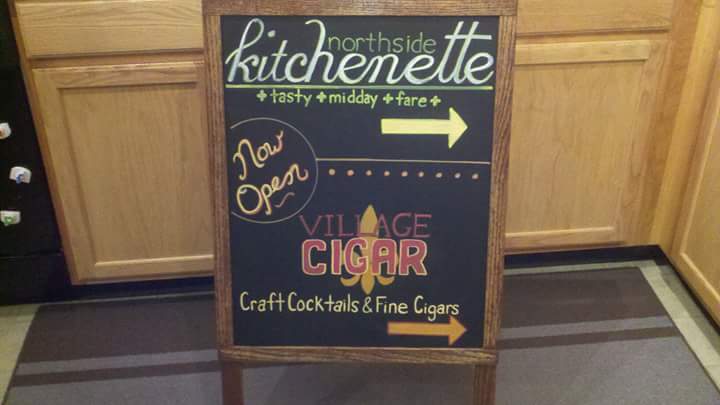 northside
kitchenette
tasty midday fare
Now
Open
VILLAGE
CIGAR
Craft Cocktails & Fine Cigars